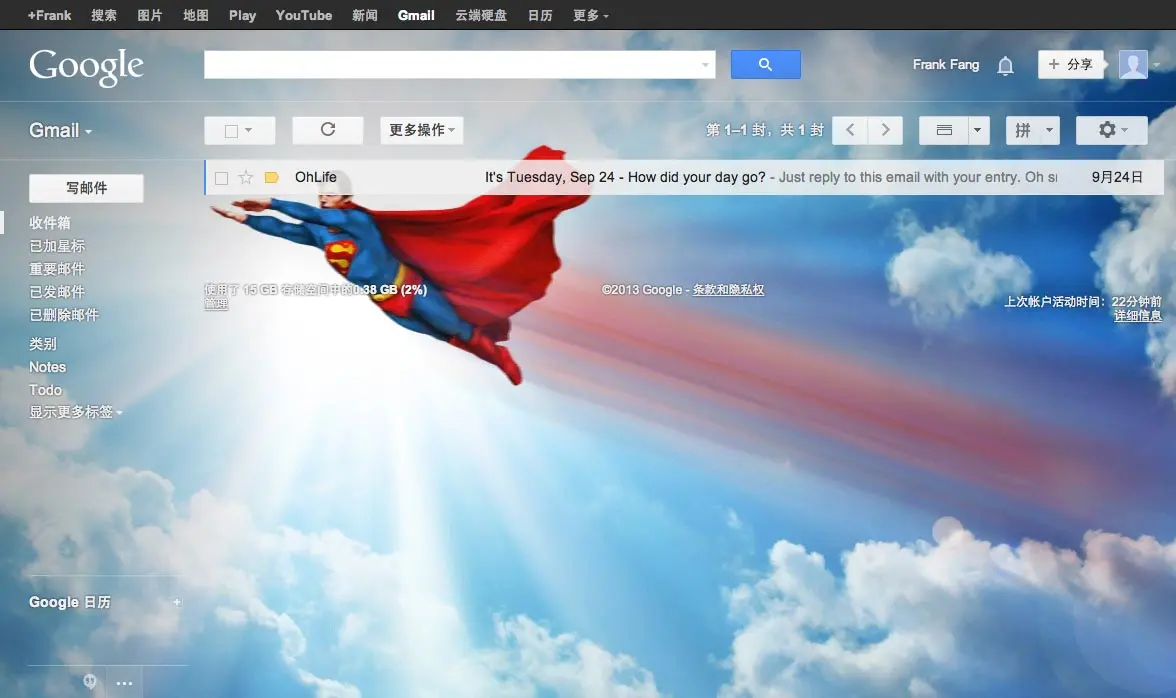 +Frank 搜索 图片 地图 Play YouTube 新闻 Gmail 云端硬盘 日历 更多
Google
Frank Fang
+ 分享
Gmail
更多操作
第 1–1 封，共 1 封
拼
写邮件
OhLife It's Tuesday, Sep 24 - How did your day go? - Just reply to this email with your entry. Oh 9月24日
收件箱
已加星标
重要邮件
已发邮件
已删除邮件
类别
Notes
Todo
显示更多标签
使用了 15 GB 存储空间中的0.38 GB (2%)
管理
©2013 Google - 条款和隐私权
上次帐户活动时间：22分钟前
详细信息
Google 日历 +